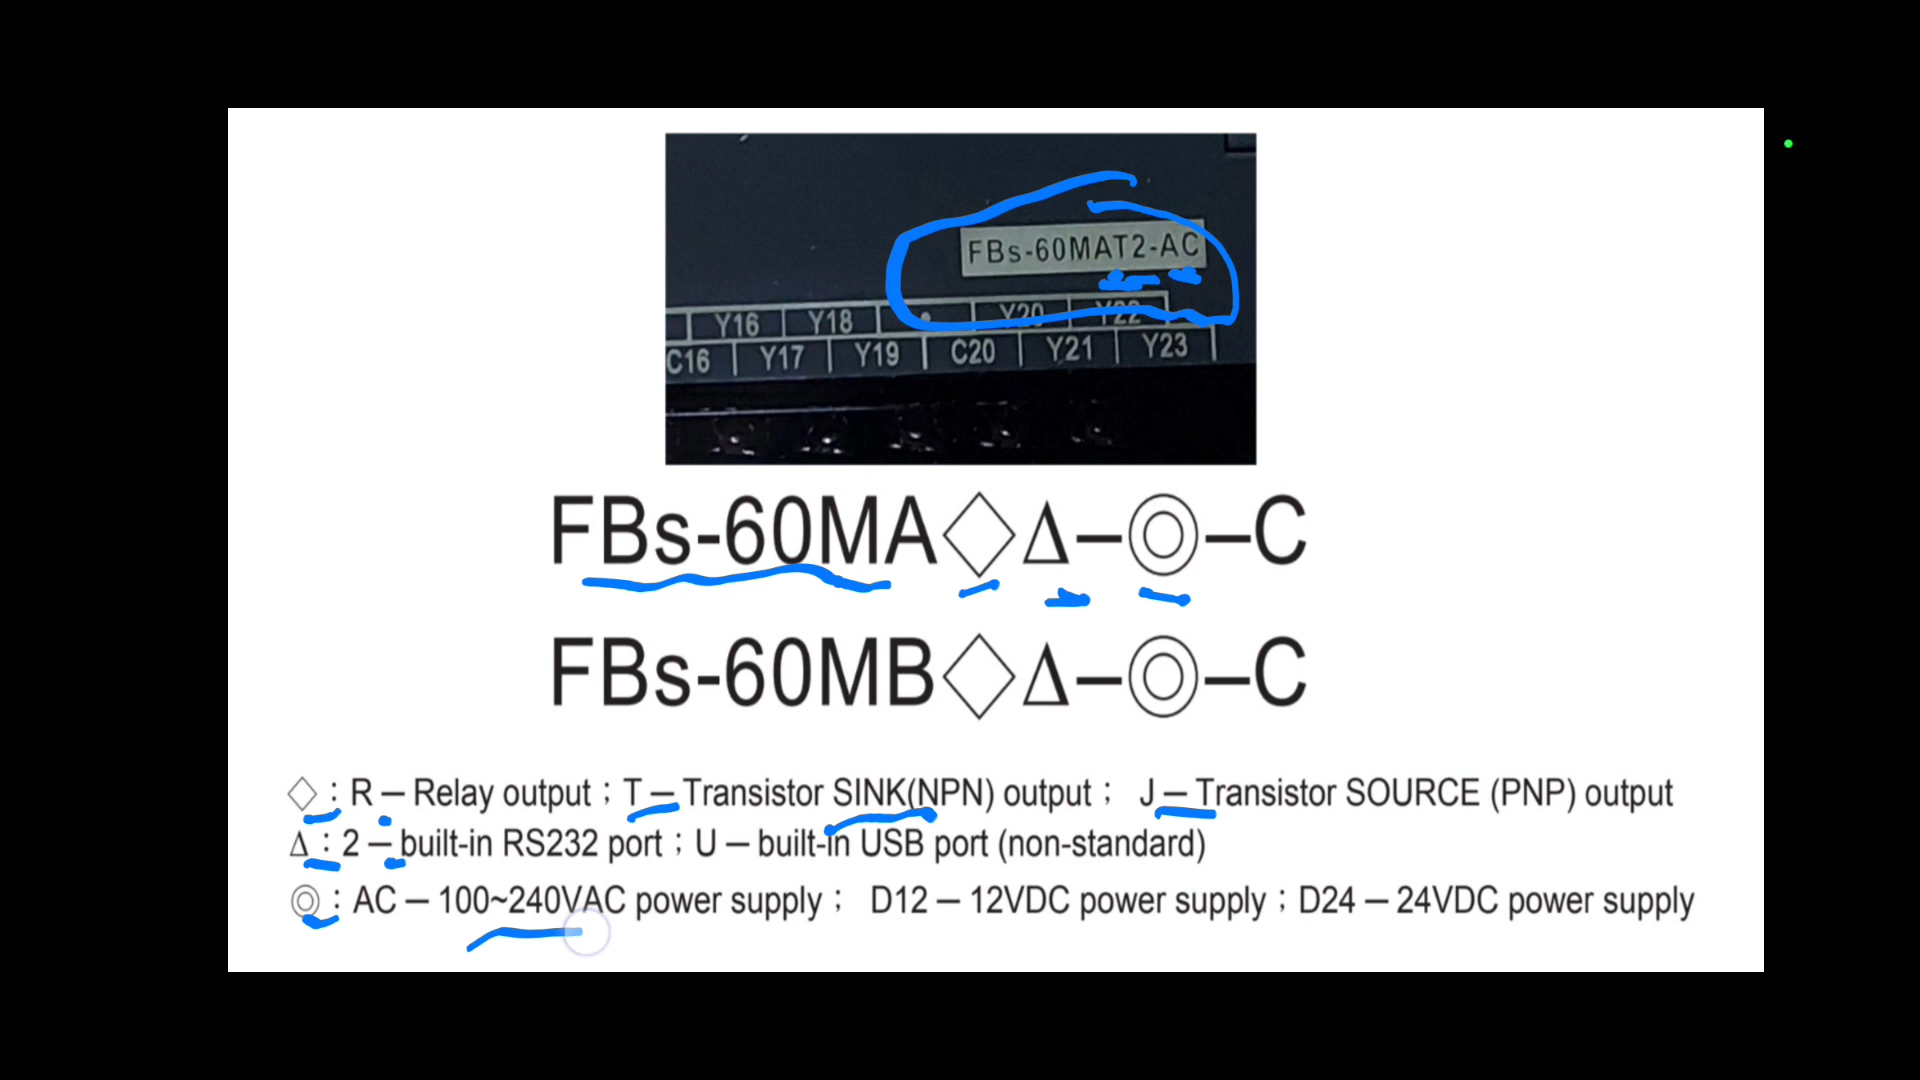 FBs-60MAT2-AC
Y16 Y18 • Y20 Y22
C16 Y17 Y19 C20 Y21 Y23
FBs-60MA◇Δ–◎–C
FBs-60MB◇Δ–◎–C
◇ : R – Relay output ; T – Transistor SINK(NPN) output ; J – Transistor SOURCE (PNP) output
Δ : 2 – built-in RS232 port ; U – built-in USB port (non-standard)
◎ : AC – 100~240VAC power supply ; D12 – 12VDC power supply ; D24 – 24VDC power supply